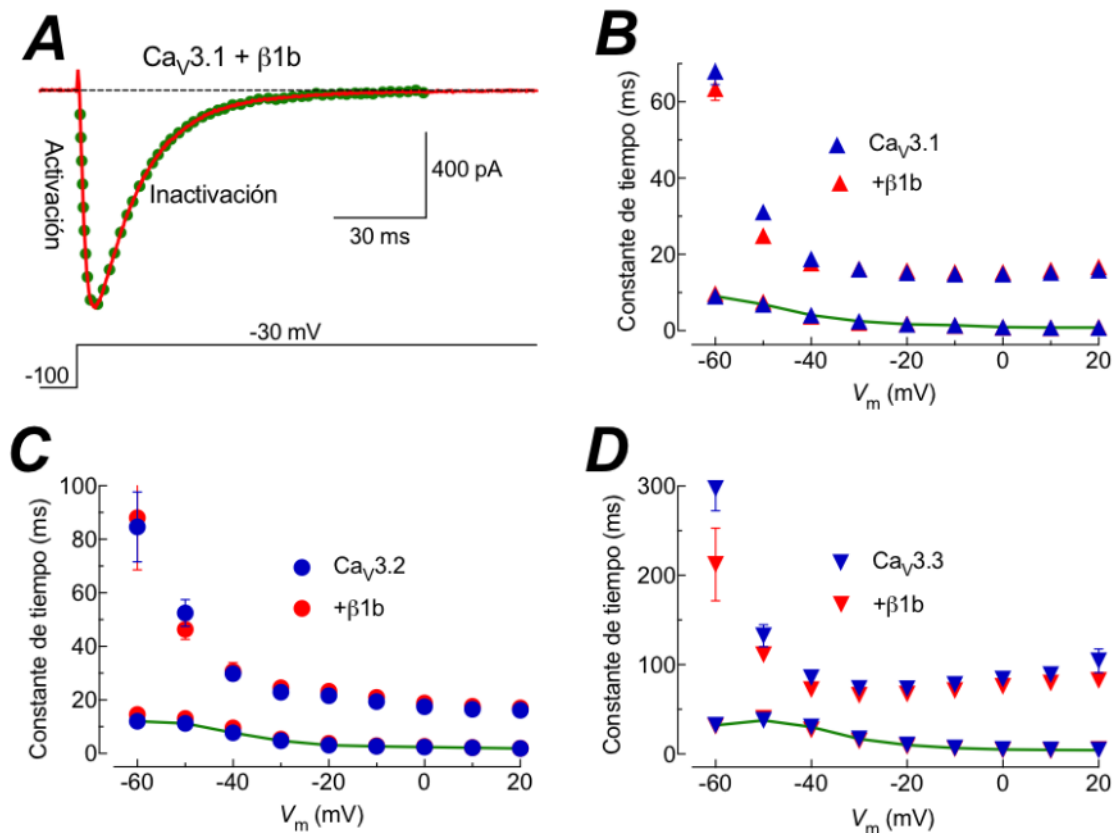 A
CaV3.1 + β1b
Activación
Inactivación
400 pA
30 ms
-30 mV
-100
B
Constante de tiempo (ms)
60
40
20
0
CaV3.1
+β1b
-60
-40
-20
0
20
Vm (mV)
C
Constante de tiempo (ms)
100
80
60
40
20
0
CaV3.2
+β1b
-60
-40
-20
0
20
Vm (mV)
D
Constante de tiempo (ms)
300
200
100
0
CaV3.3
+β1b
-60
-40
-20
0
20
Vm (mV)